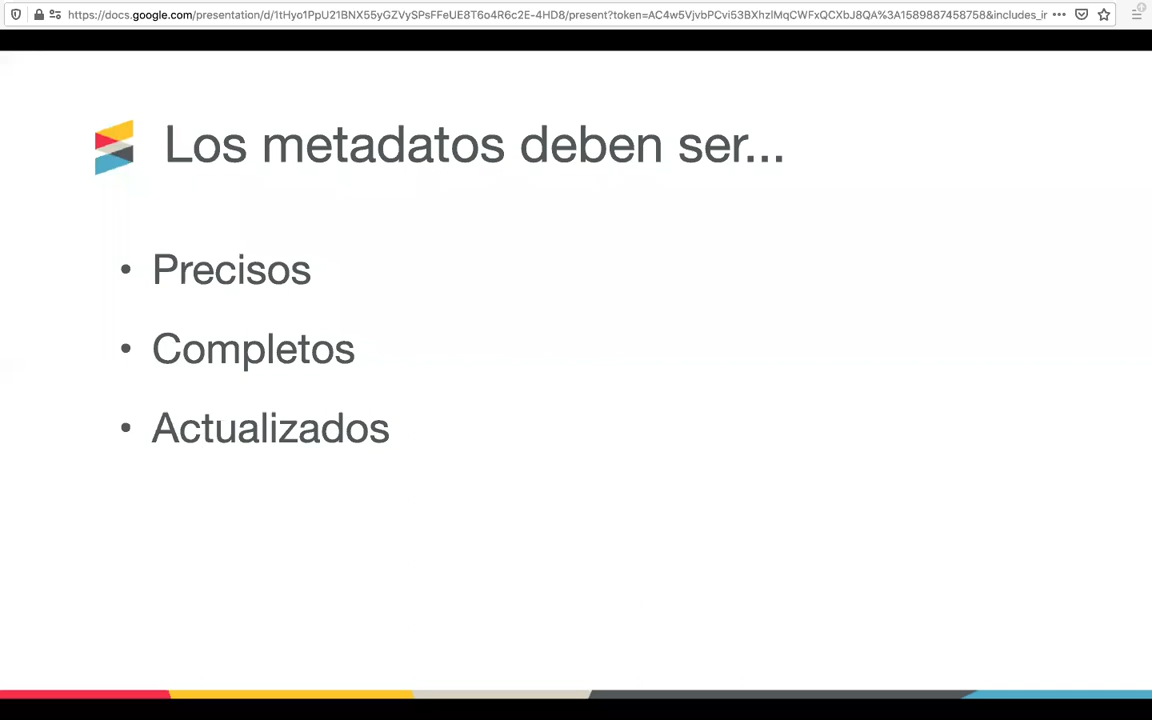 https://docs.google.com/presentation/d/1tHyo1PpU21BNX55yGZVySPsFFeUE8T6o4R6c2E-4HD8/present?token=AC4w5VjvbPCvi53BXhzlMqCWFxQCXbJ8QA%3A1589887458758&includes_ir
Los metadatos deben ser...
• Precisos
• Completos
• Actualizados